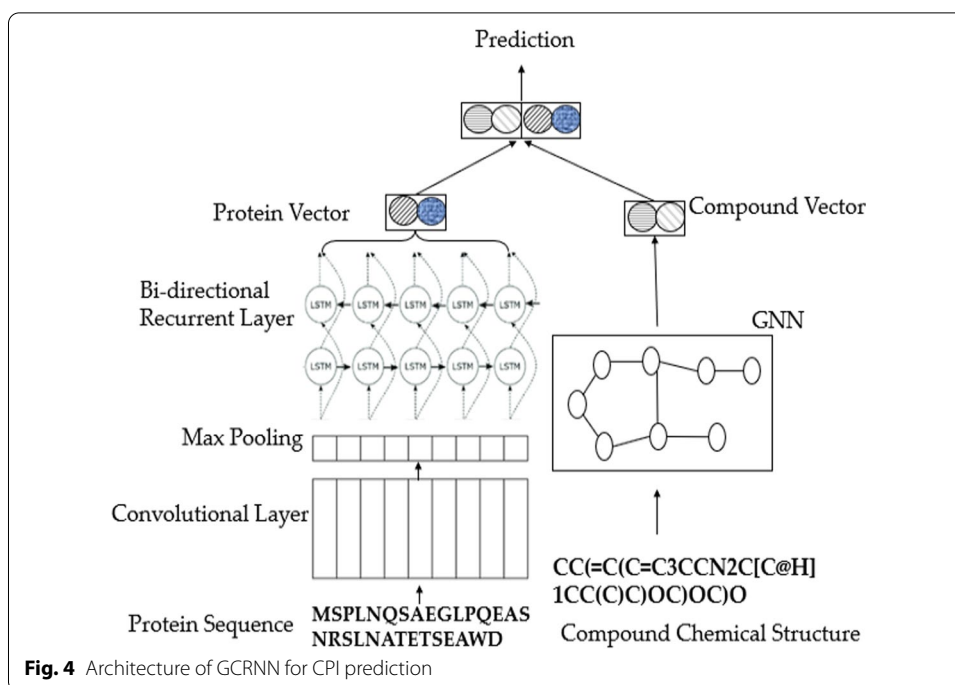 Prediction
Protein Vector
Compound Vector
Bi-directional
Recurrent Layer
LSTM LSTM LSTM LSTM LSTM
LSTM LSTM LSTM LSTM LSTM
GNN
Max Pooling
Convolutional Layer
Protein Sequence
MSPLNQSAEGLPQEAS
NRSLNATETSEAWD
CC(=C(C=C3CCN2C[C@H]
1CC(C)C)OC)OC)O
Compound Chemical Structure
Fig. 4 Architecture of GCRNN for CPI prediction